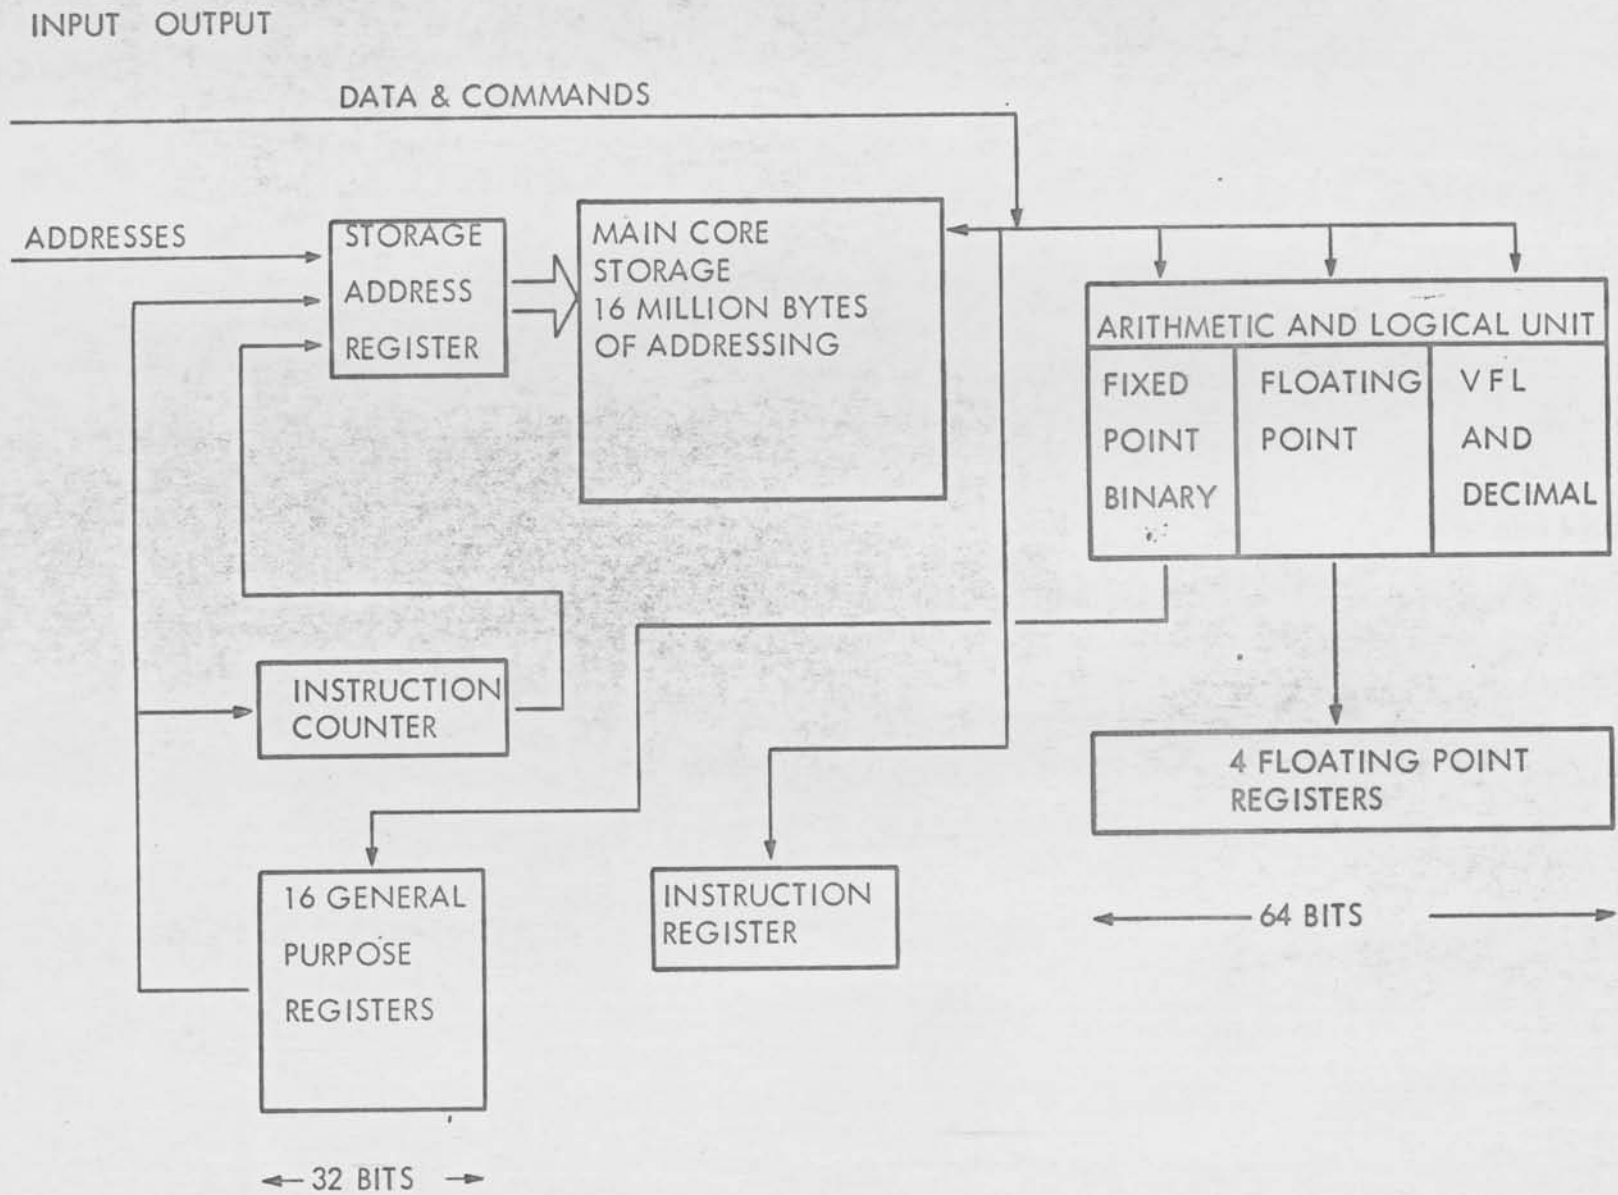 INPUT OUTPUT
DATA & COMMANDS
ADDRESSES
STORAGE
ADDRESS
REGISTER
MAIN CORE
STORAGE
16 MILLION BYTES
OF ADDRESSING
ARITHMETIC AND LOGICAL UNIT
FIXED
POINT
BINARY
FLOATING
POINT
VFL
AND
DECIMAL
INSTRUCTION
COUNTER
4 FLOATING POINT
REGISTERS
64 BITS
16 GENERAL
PURPOSE
REGISTERS
32 BITS
INSTRUCTION
REGISTER